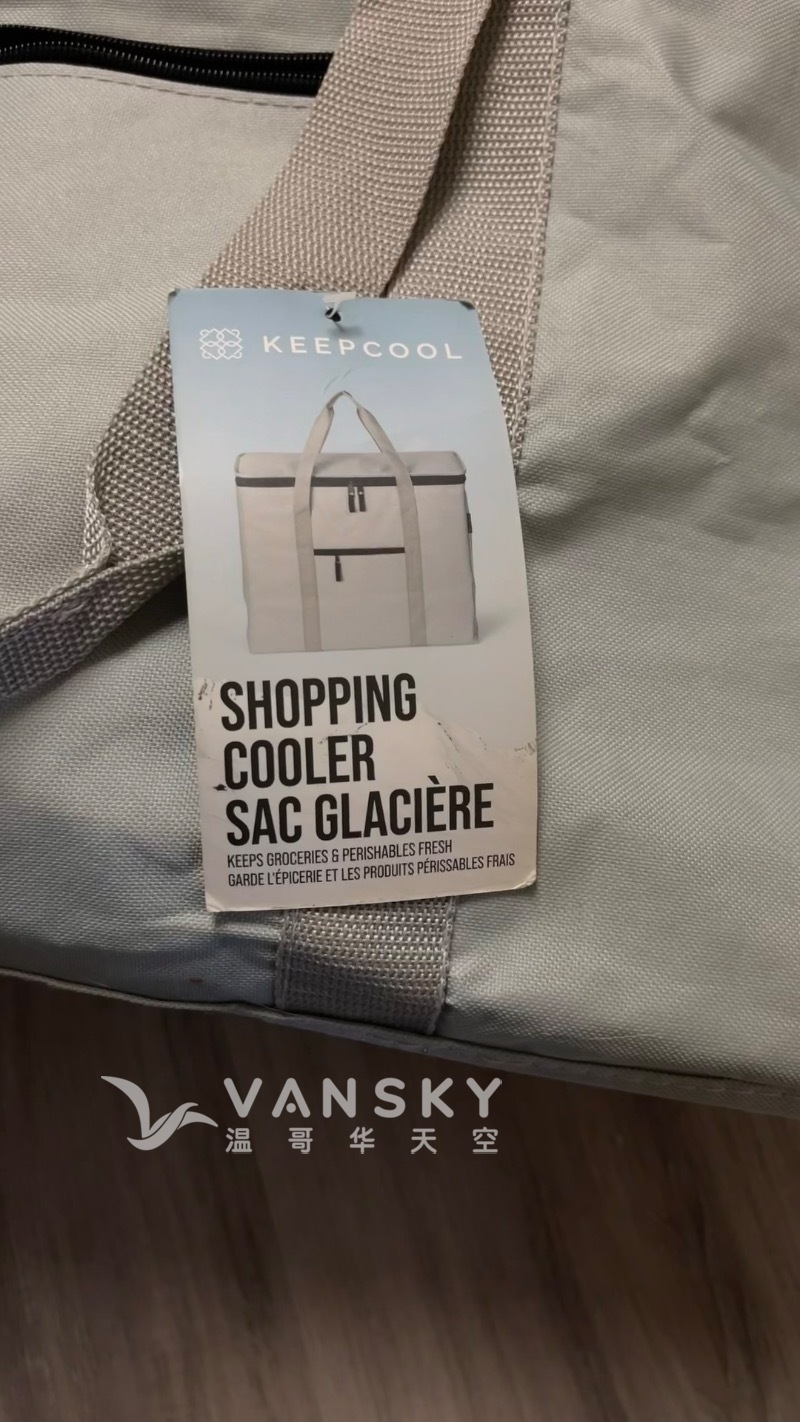 KEEPCOOL
SHOPPING
COOLER
SAC GLACIÈRE
KEEPS GROCERIES & PERISHABLES FRESH
GARDE L'ÉPICERIE ET LES PRODUITS PÉRISSABLES FRAIS
VANSKY
温哥华天空